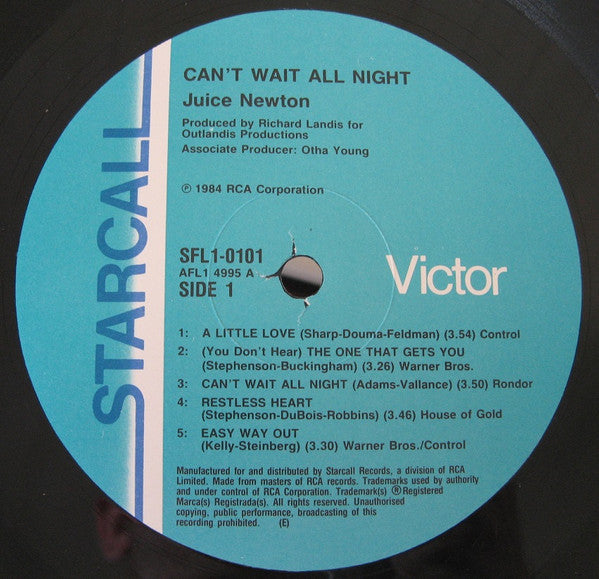 STARCALL
CAN'T WAIT ALL NIGHT
Juice Newton
Produced by Richard Landis for
Outlandis Productions
Associate Producer: Otha Young
℗ 1984 RCA Corporation
SFL1-0101
AFL1 4995 A
SIDE 1
Victor
1: A LITTLE LOVE (Sharp-Douma-Feldman) (3.54) Control
2: (You Don't Hear) THE ONE THAT GETS YOU
(Stephenson-Buckingham) (3.26) Warner Bros.
3: CAN'T WAIT ALL NIGHT (Adams-Vallance) (3.50) Rondor
4: RESTLESS HEART
(Stephenson-DuBois-Robbins) (3.46) House of Gold
5: EASY WAY OUT
(Kelly-Steinberg) (3.30) Warner Bros./Control
Manufactured for and distributed by Starcall Records, a division of RCA
Limited. Made from masters of RCA records. Trademarks used by authority
and under control of RCA Corporation. Trademark(s) ® Registered
Marca(s) Registrada(s). All rights reserved. Unauthorised
copying, public performance, broadcasting of this
recording prohibited. (E)